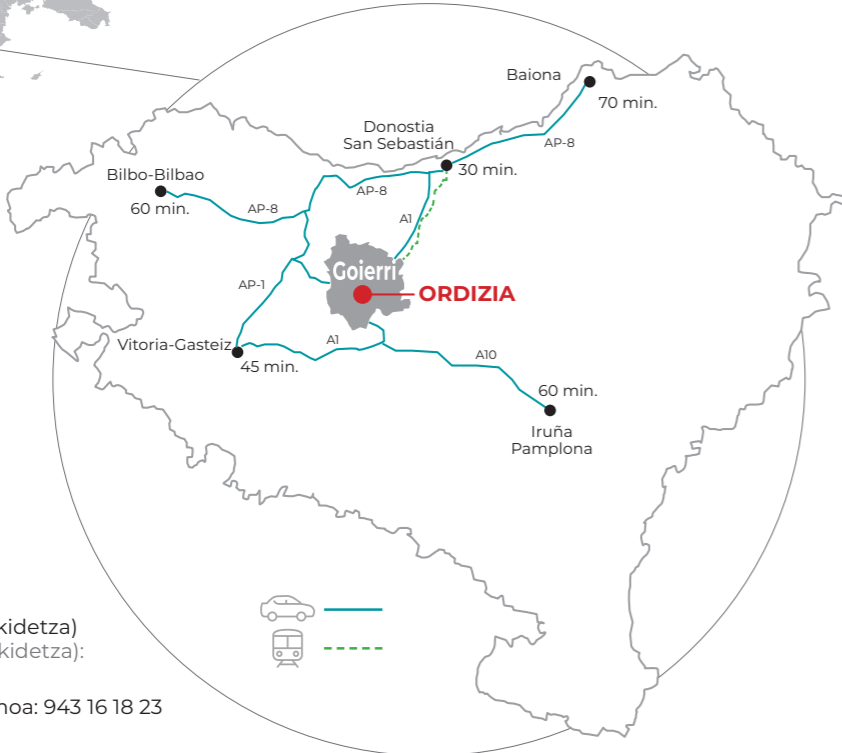 Baiona
70 min.
AP-8
Donostia
San Sebastián
30 min.
AP-8
A1
Bilbo-Bilbao
60 min.
AP-8
Goierri
ORDIZIA
AP-1
Vitoria-Gasteiz
45 min.
A1
A10
60 min.
Iruña
Pamplona
kidetza)
kidetza):
noa: 943 16 18 23